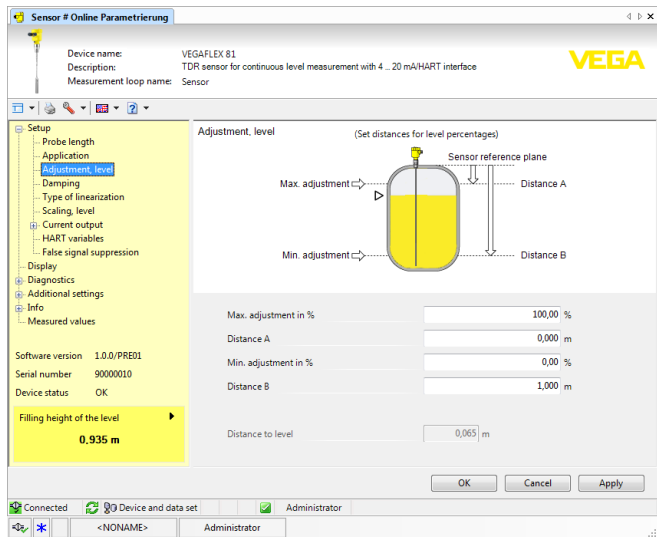 Sensor # Online Parametrierung
Device name: VEGAFLEX 81
Description: TDR sensor for continuous level measurement with 4 .. 20 mA/HART interface
Measurement loop name: Sensor
VEGA
Setup
Probe length
Application
Adjustment, level
Damping
Type of linearization
Scaling, level
Current output
HART variables
False signal suppression
Display
Diagnostics
Additional settings
Info
Measured values
Software version 1.0.0/PRE01
Serial number 90000010
Device status OK
Filling height of the level
0,935 m
Adjustment, level (Set distances for level percentages)
Sensor reference plane
Max. adjustment Distance A
Min. adjustment Distance B
Max. adjustment in % 100,00 %
Distance A 0,000 m
Min. adjustment in % 0,00 %
Distance B 1,000 m
Distance to level 0,065 m
OK Cancel Apply
Connected Device and data set Administrator
<NONAME> Administrator